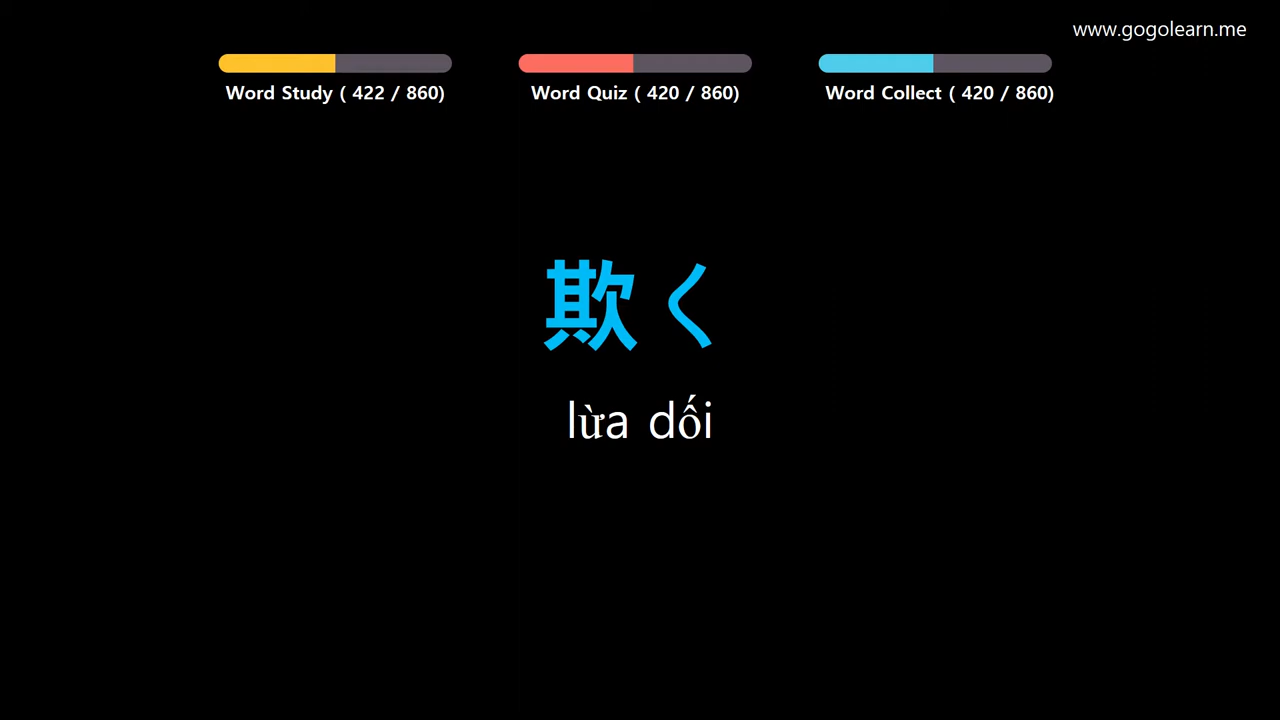 www.gogolearn.me
Word Study ( 422 / 860)
Word Quiz ( 420 / 860)
Word Collect ( 420 / 860)
欺く
lừa dối